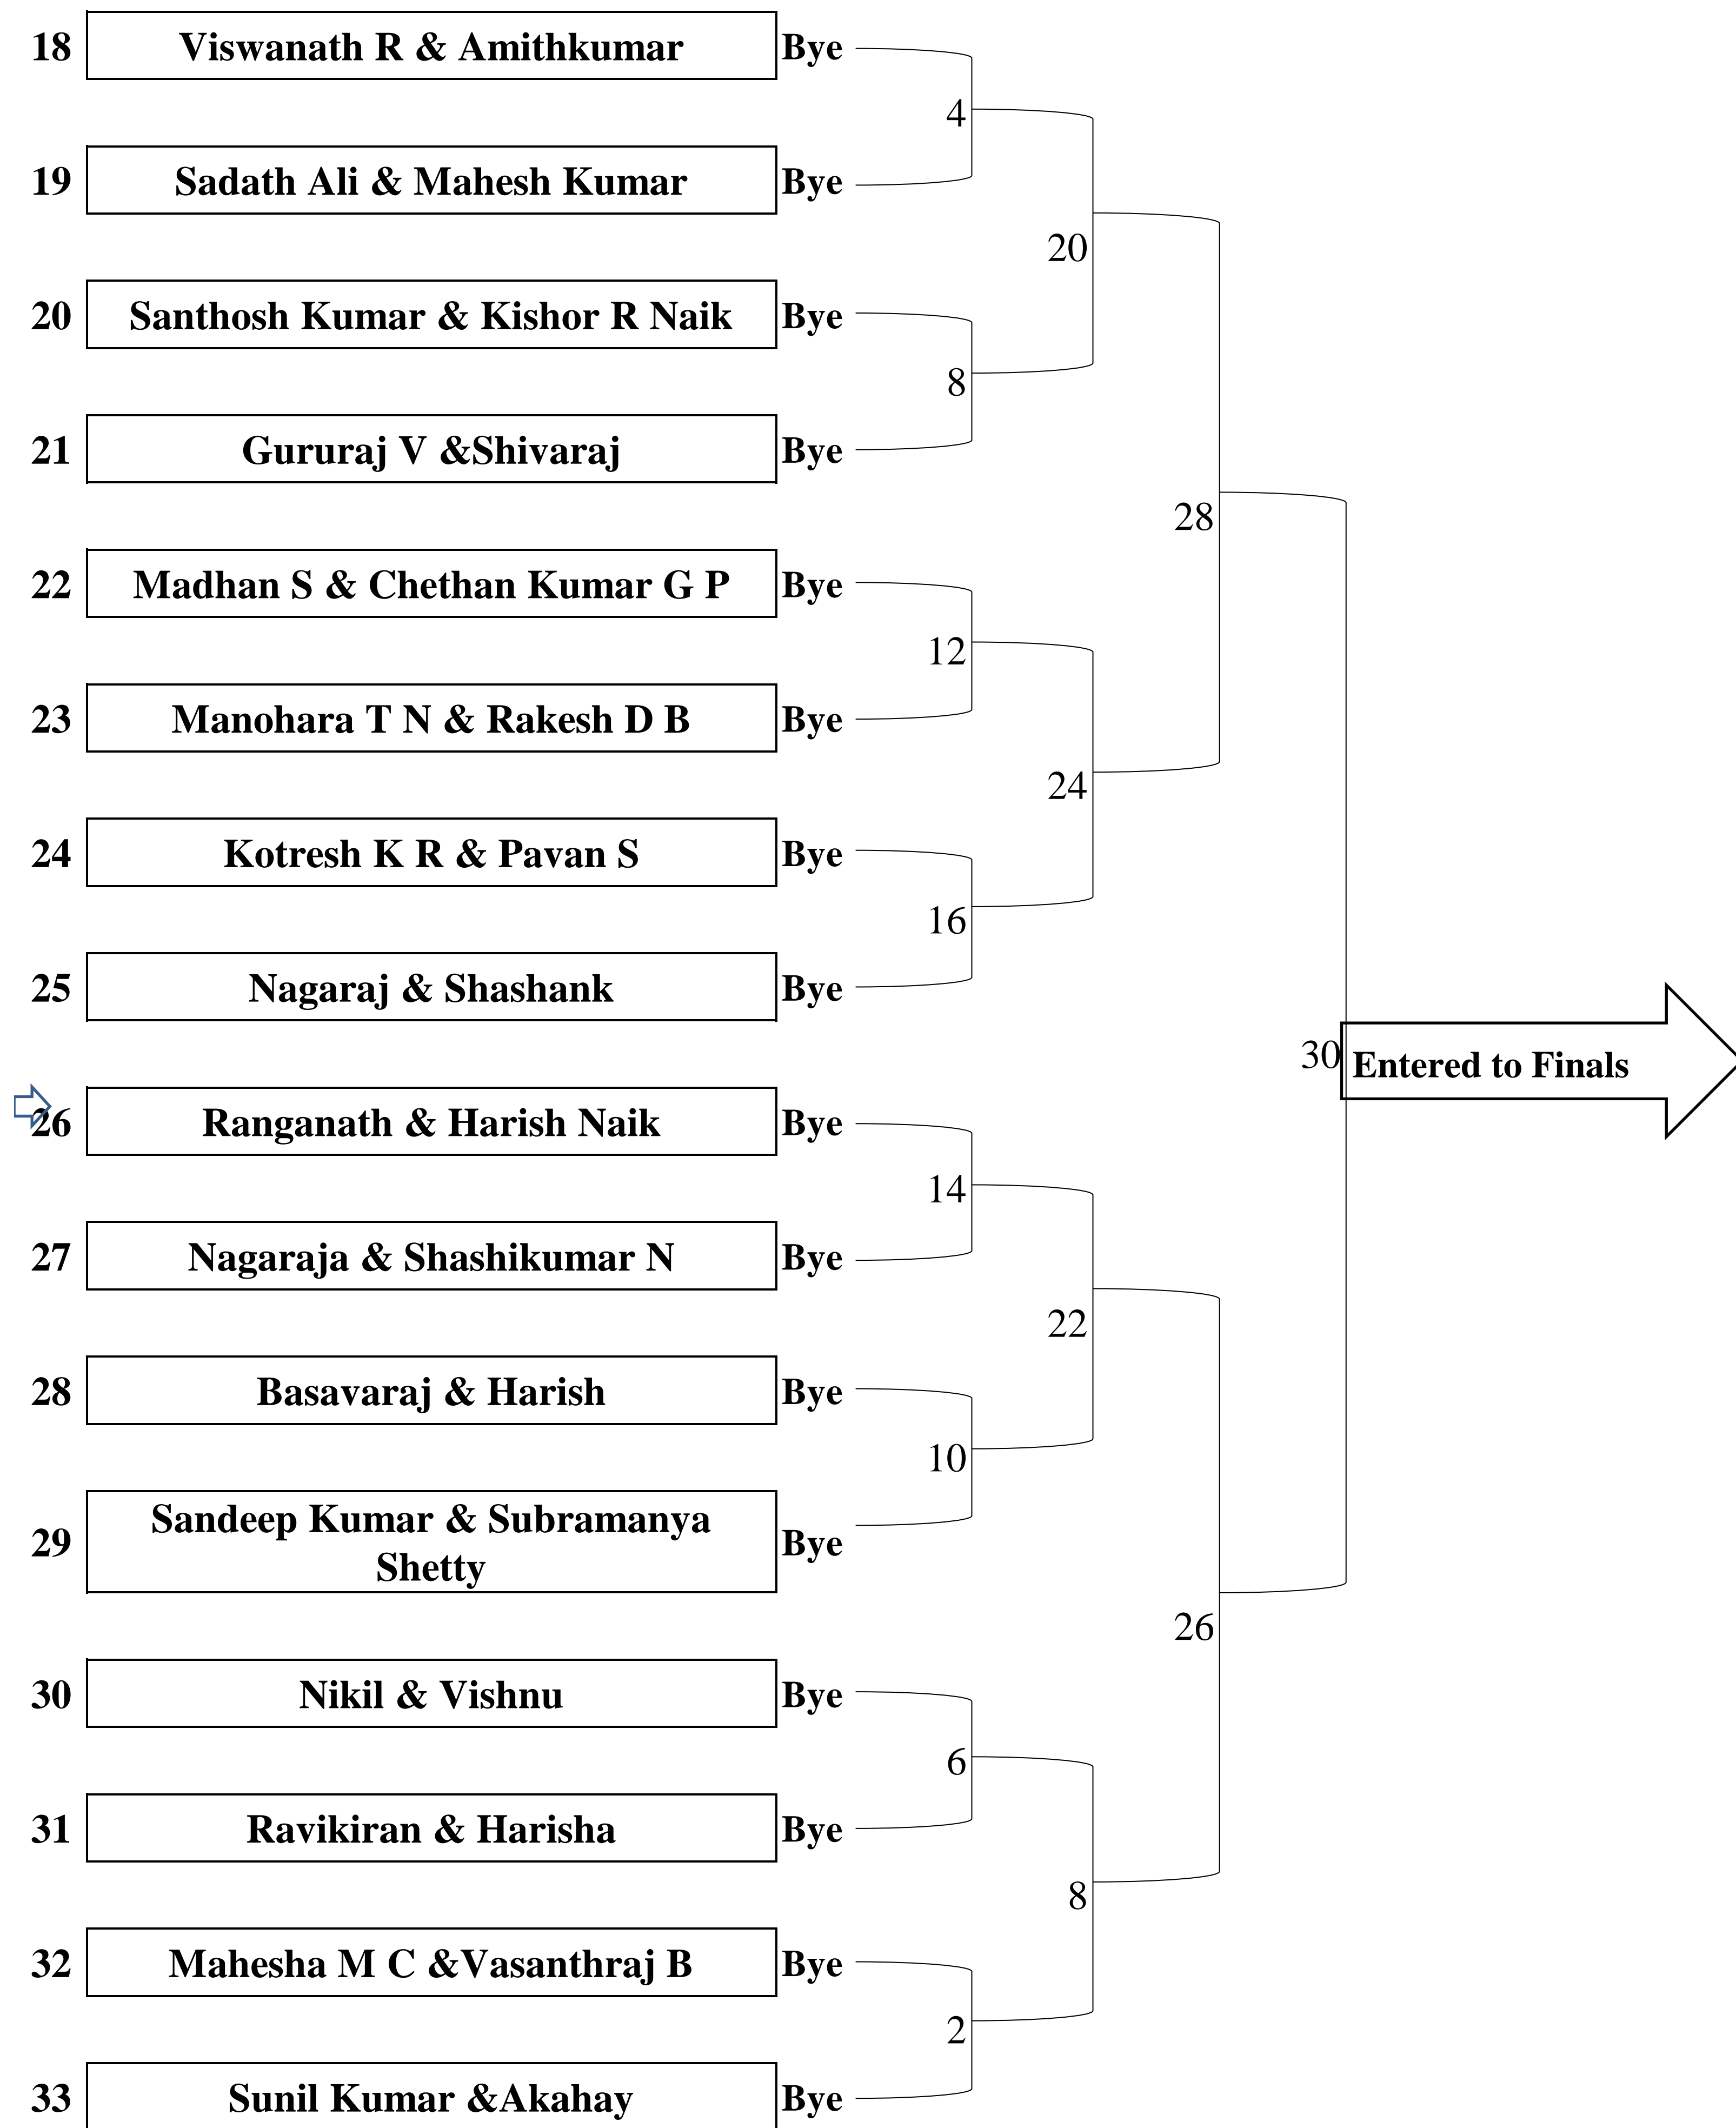 18 Viswanath R & Amithkumar Bye
4
19 Sadath Ali & Mahesh Kumar Bye
20
20 Santhosh Kumar & Kishor R Naik Bye
8
21 Gururaj V &Shivaraj Bye
28
22 Madhan S & Chethan Kumar G P Bye
12
23 Manohara T N & Rakesh D B Bye
24
24 Kotresh K R & Pavan S Bye
16
25 Nagaraj & Shashank Bye
30 Entered to Finals
26 Ranganath & Harish Naik Bye
14
27 Nagaraja & Shashikumar N Bye
22
28 Basavaraj & Harish Bye
10
29 Sandeep Kumar & Subramanya
Shetty Bye
26
30 Nikil & Vishnu Bye
6
31 Ravikiran & Harisha Bye
8
32 Mahesha M C &Vasanthraj B Bye
2
33 Sunil Kumar &Akahay Bye